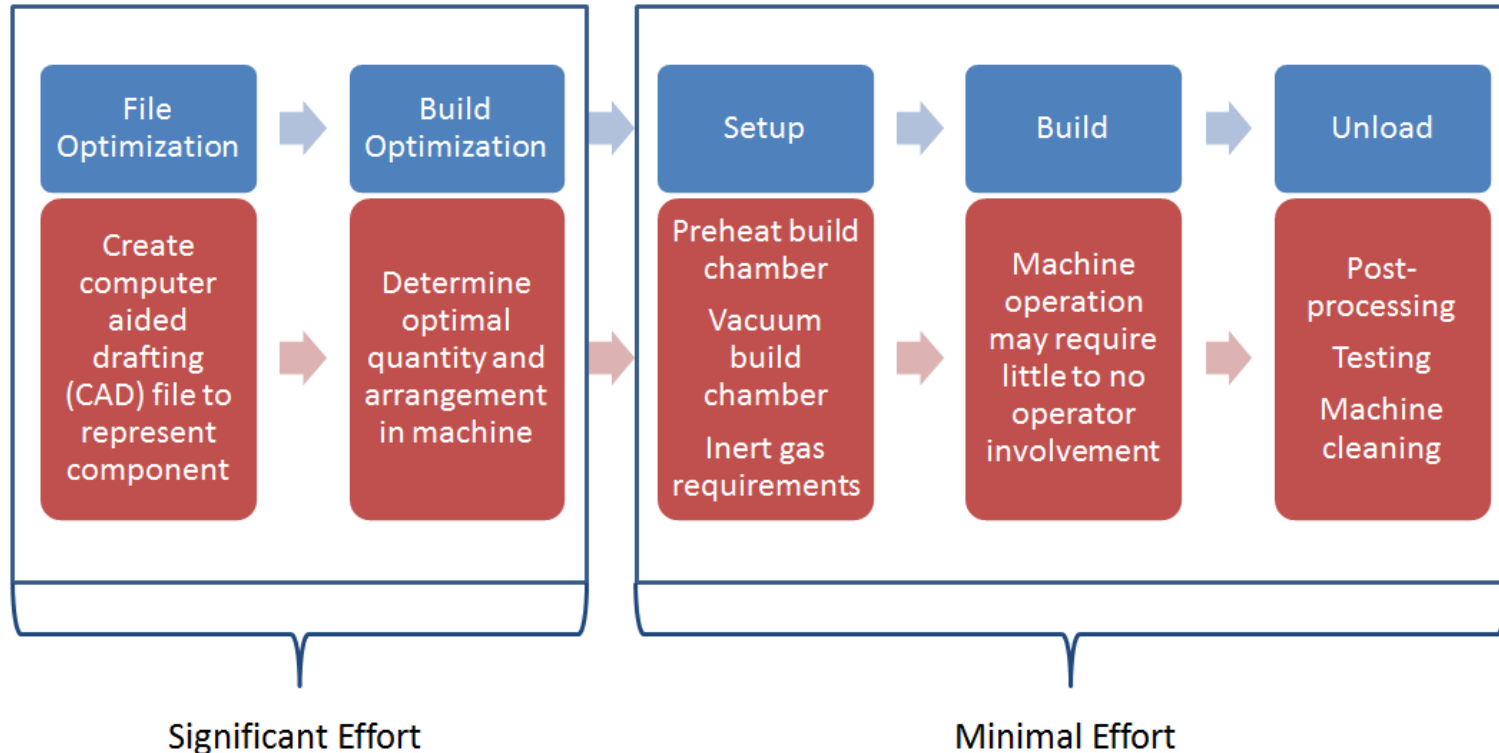 File
Optimization
Build
Optimization
Setup
Build
Unload
Create
computer
aided
drafting
(CAD) file to
represent
component
Determine
optimal
quantity and
arrangement
in machine
Preheat build
chamber
Vacuum
build
chamber
Inert gas
requirements
Machine
operation
may require
little to no
operator
involvement
Post-
processing
Testing
Machine
cleaning
Significant Effort
Minimal Effort